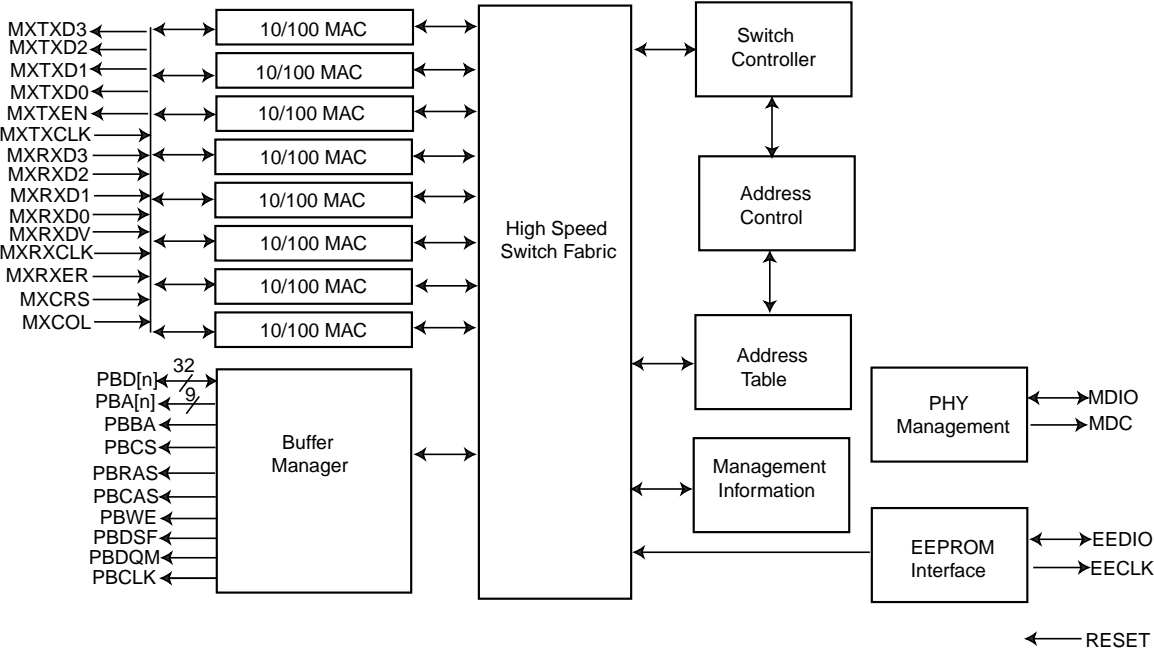 MXTXD3
MXTXD2
MXTXD1
MXTXD0
MXTXEN
MXTXCLK
MXRXD3
MXRXD2
MXRXD1
MXRXD0
MXRXDV
MXRXCLK
MXRXER
MXCRS
MXCOL
10/100 MAC
10/100 MAC
10/100 MAC
10/100 MAC
10/100 MAC
10/100 MAC
10/100 MAC
10/100 MAC
PBD[n]
32
PBA[n]
9
PBBA
PBCS
PBRAS
PBCAS
PBWE
PBDSF
PBDQM
PBCLK
Buffer
Manager
High Speed
Switch Fabric
Switch
Controller
Address
Control
Address
Table
Management
Information
PHY
Management
MDIO
MDC
EEPROM
Interface
EEDIO
EECLK
RESET